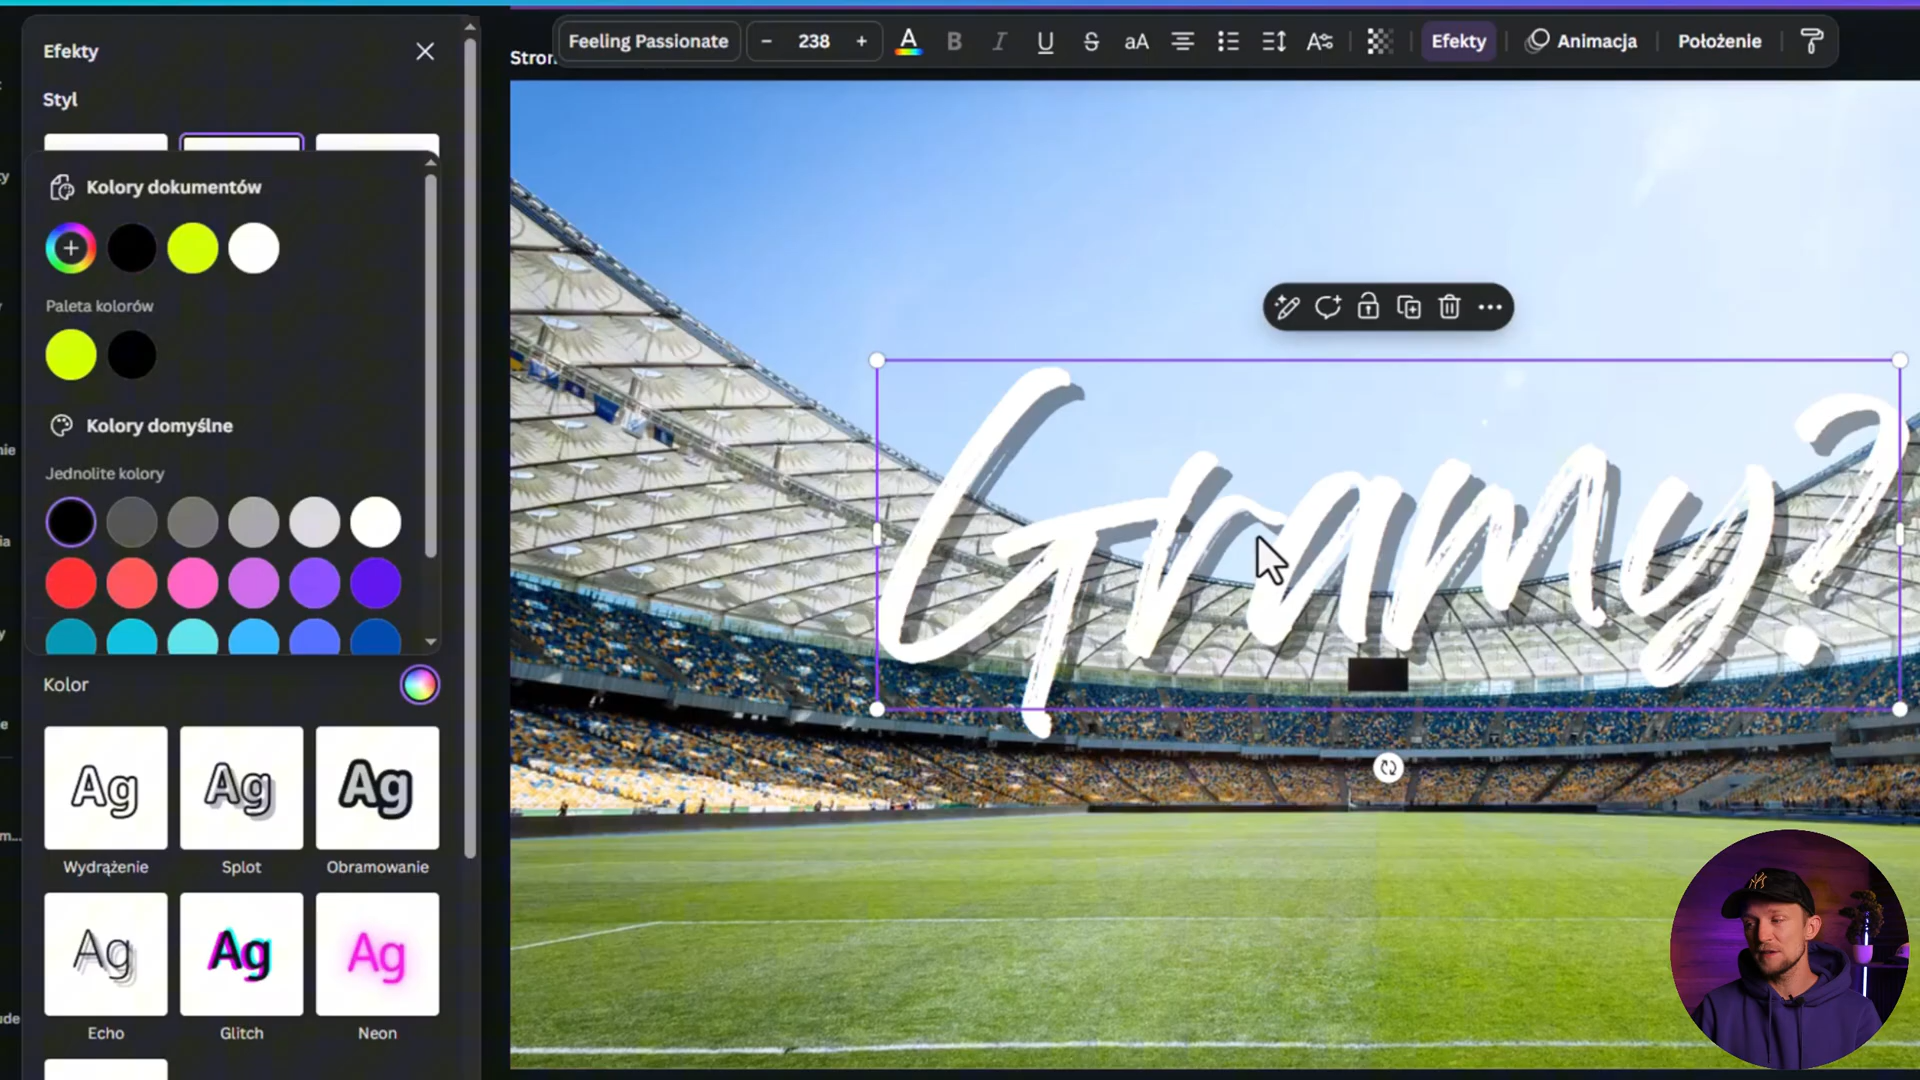 Efekty
Styl
Kolory dokumentów
Paleta kolorów
Kolory domyślne
Jednolite kolory
Kolor
Ag
Ag
Ag
Wydrążenie
Splot
Obramowanie
Ag
Ag
Ag
Echo
Glitch
Neon
Feeling Passionate
– 238 +
A
B
I
U
S
aA
Efekty
Animacja
Położenie
Gramy?